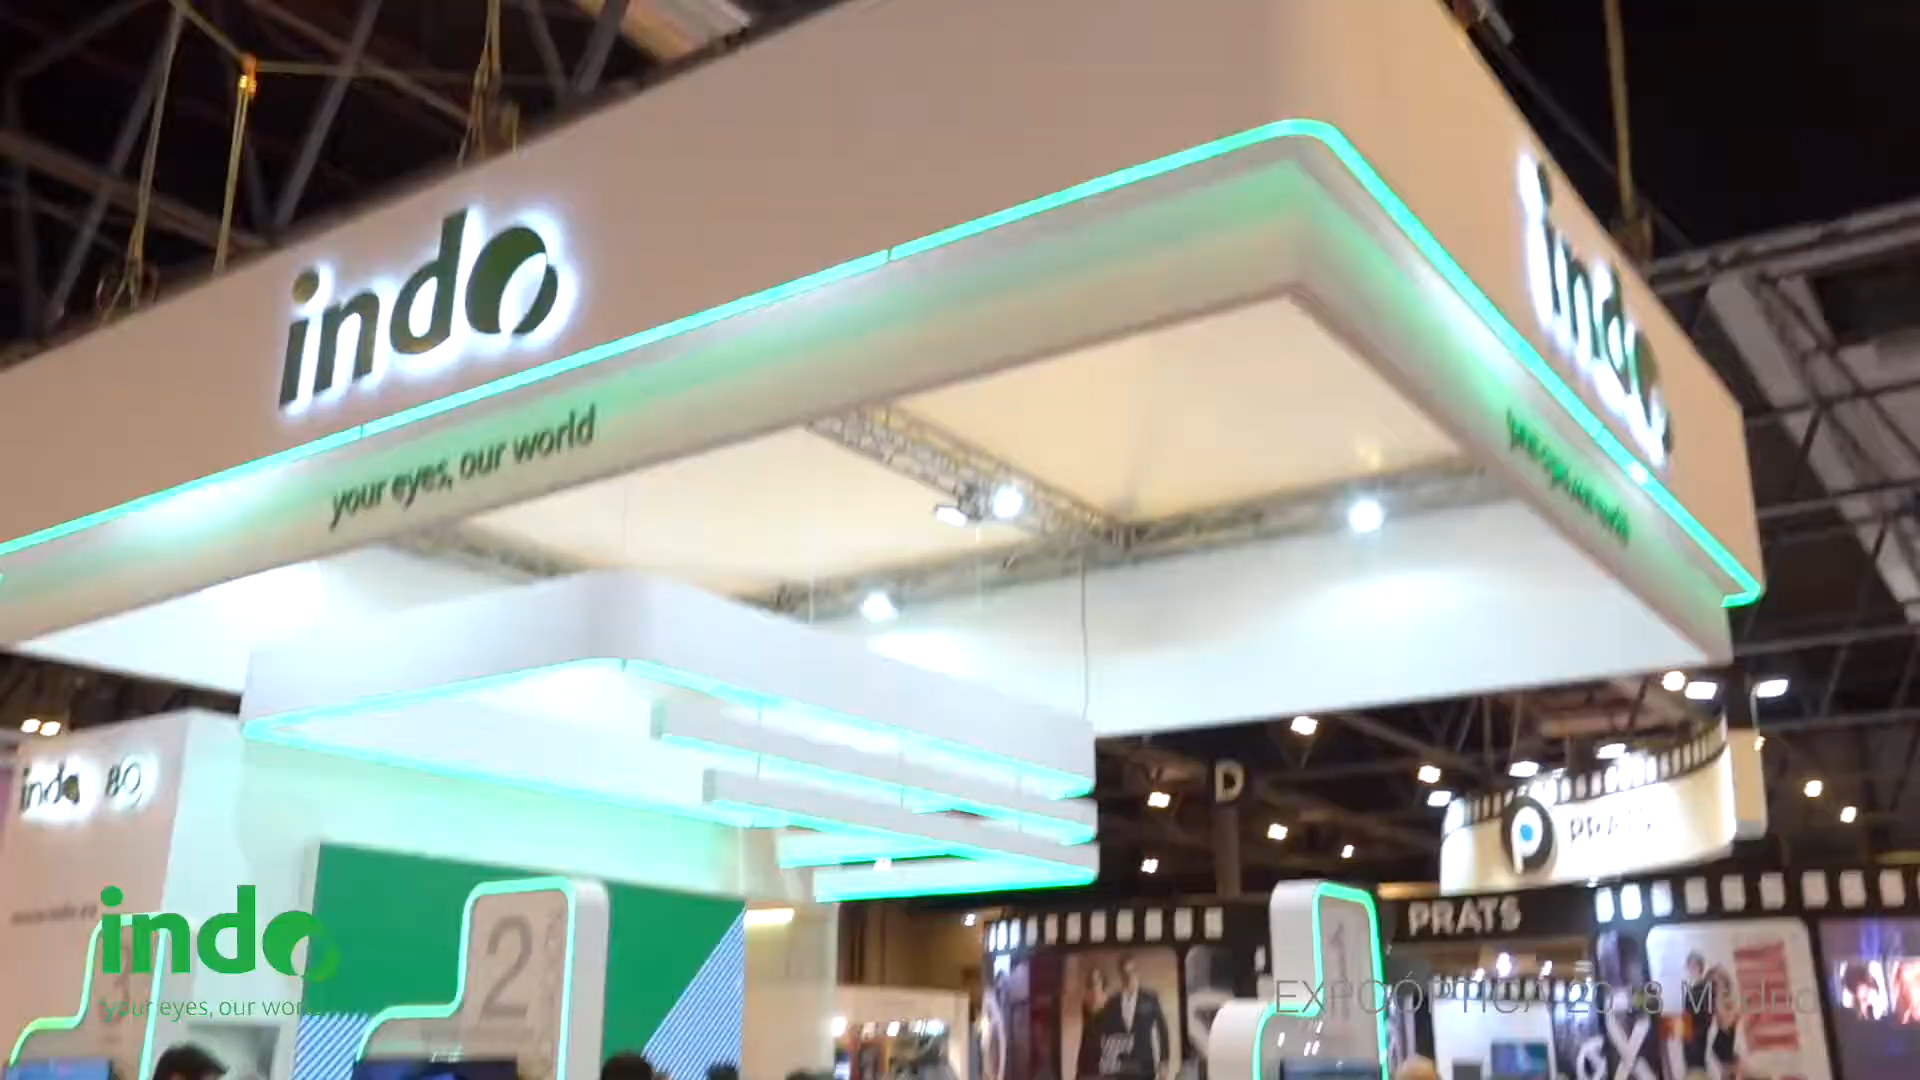 indo
indo
your eyes, our world
indo 80
2
1
D
PRATS
PRATS
indo
your eyes, our world
EXPOÓPTICA 2018 Madrid